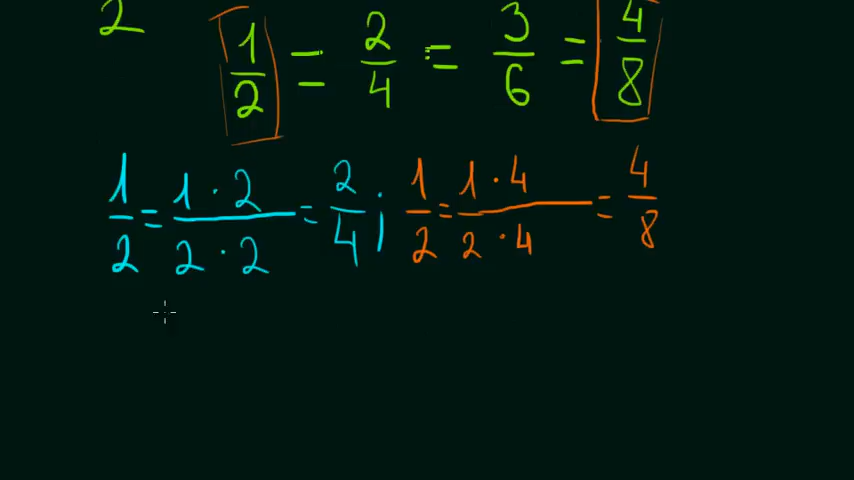 2
1/2 = 2/4 = 3/6 = 4/8
1/2 = 1 · 2 / 2 · 2 = 2/4 ; 1/2 = 1 · 4 / 2 · 4 = 4/8